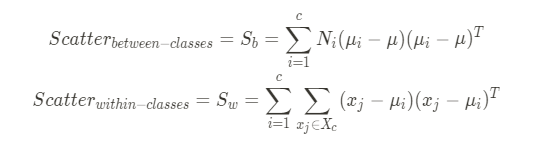 $Scatter_{between-classes} = S_b = \sum_{i=1}^{c} N_i(\mu_i - \mu)(\mu_i - \mu)^T$
$Scatter_{within-classes} = S_w = \sum_{i=1}^{c} \sum_{x_j \in X_c} (x_j - \mu_i)(x_j - \mu_i)^T$